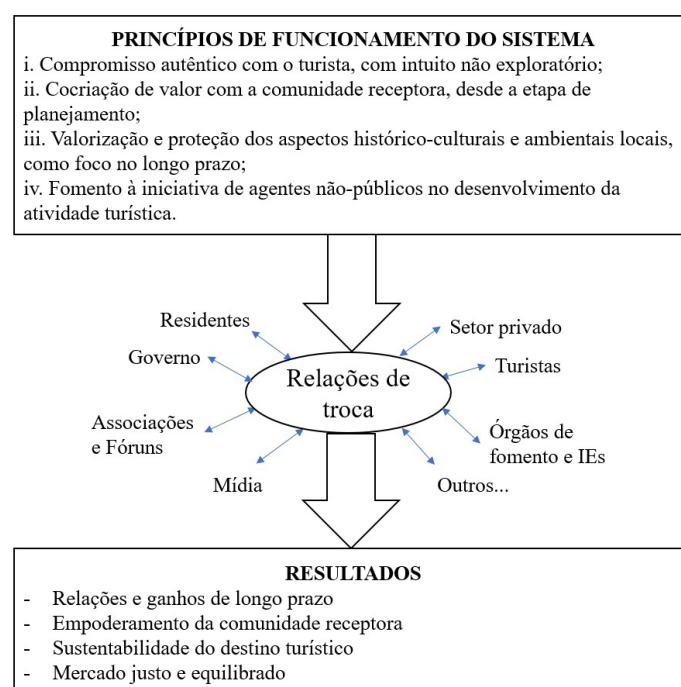 PRINCÍPIOS DE FUNCIONAMENTO DO SISTEMA
i. Compromisso autêntico com o turista, com intuito não exploratório;
ii. Cocriação de valor com a comunidade receptora, desde a etapa de
planejamento;
iii. Valorização e proteção dos aspectos histórico-culturais e ambientais locais,
como foco no longo prazo;
iv. Fomento à iniciativa de agentes não-públicos no desenvolvimento da
atividade turística.
Residentes
Setor privado
Governo
Turistas
Relações de
troca
Associações
e Fóruns
Órgãos de
fomento e IEs
Mídia
Outros...
RESULTADOS
- Relações e ganhos de longo prazo
- Empoderamento da comunidade receptora
- Sustentabilidade do destino turístico
- Mercado justo e equilibrado